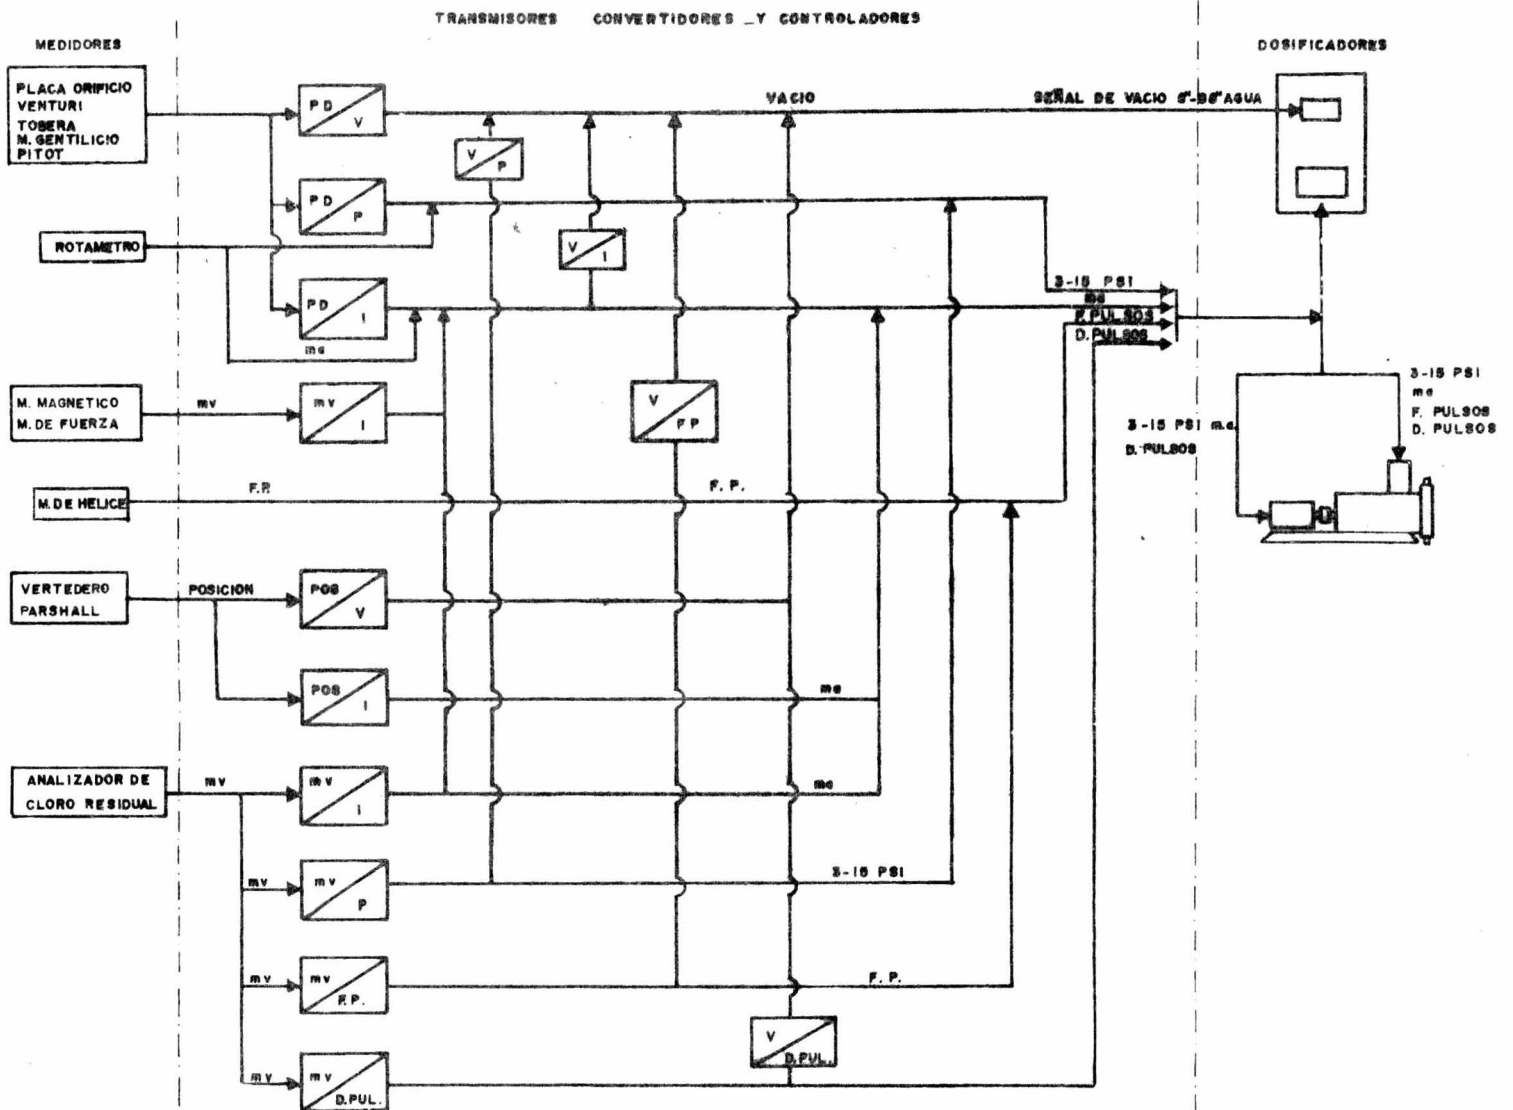 TRANSMISORES CONVERTIDORES _Y CONTROLADORES
MEDIDORES
DOSIFICADORES
PLACA ORIFICIO
VENTURI
TOBERA
M. GENTILICIO
PITOT
PD
V
VACIO
SEÑAL DE VACIO
AGUA
V
P
PD
P
ROTAMETRO
V
I
PD
I
3-15 PSI
ma
F. PULSOS
D. PULSOS
ma
M. MAGNETICO
M. DE FUERZA
mv
mv
I
V
FP
3-15 PSI
ma
F. PULSOS
D. PULSOS
3-15 PSI m.a.
D. PULSOS
M. DE HELICE
F.P.
F. P.
VERTEDERO
PARSHALL
POSICION
POS
V
POS
I
ma
ANALIZADOR DE
CLORO RESIDUAL
mv
mv
I
ma
mv
mv
P
3-15 PSI
mv
mv
F.P.
F. P.
V
D.PUL.
mv
mv
D.PUL.